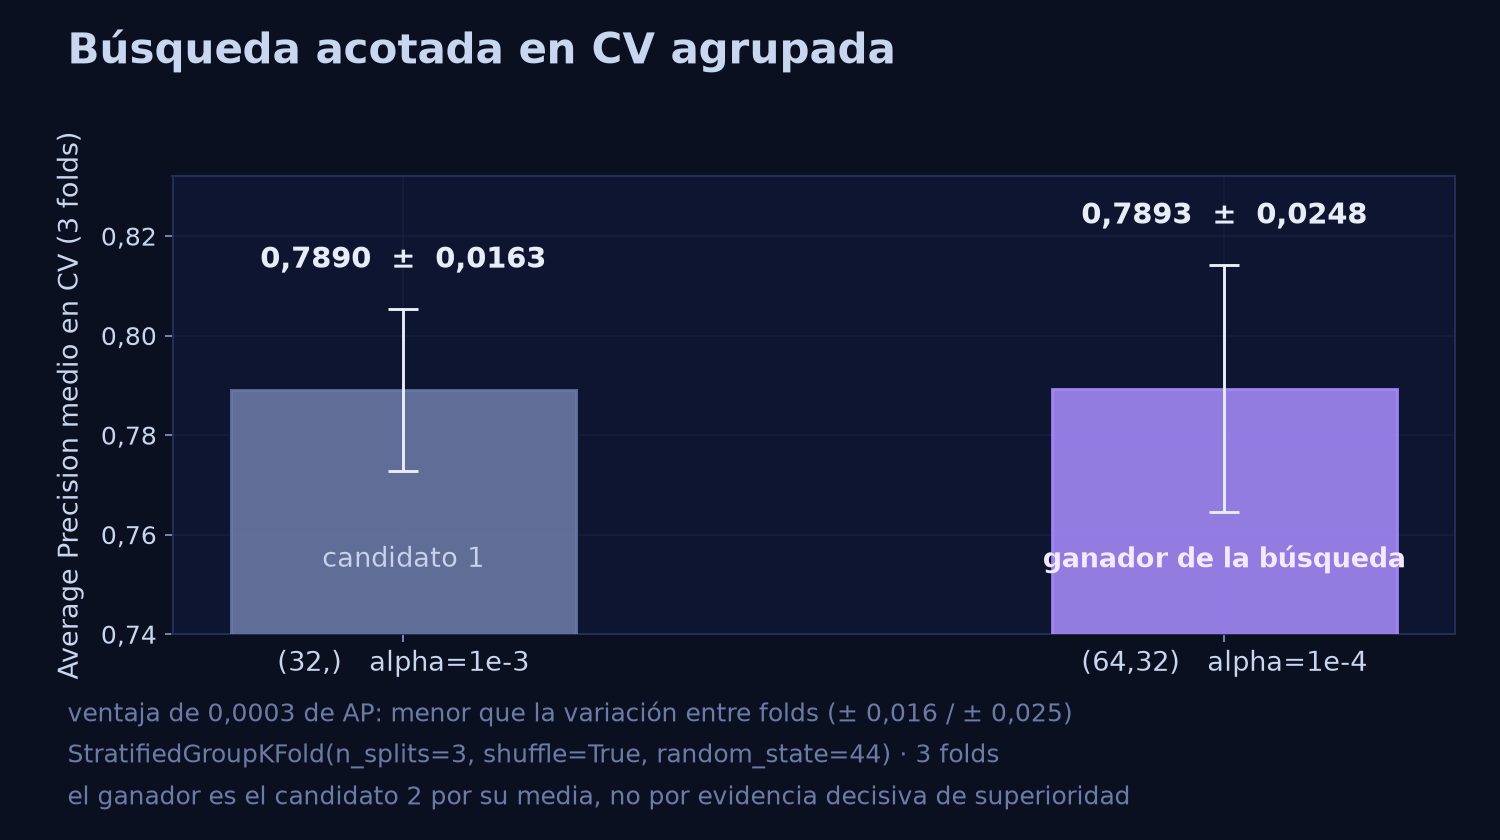 Búsqueda acotada en CV agrupada
Average Precision medio en CV (3 folds)
0,82
0,80
0,78
0,76
0,74
0,7890 ± 0,0163
0,7893 ± 0,0248
candidato 1
ganador de la búsqueda
(32,) alpha=1e-3
(64,32) alpha=1e-4
ventaja de 0,0003 de AP: menor que la variación entre folds (± 0,016 / ± 0,025)
StratifiedGroupKFold(n_splits=3, shuffle=True, random_state=44) · 3 folds
el ganador es el candidato 2 por su media, no por evidencia decisiva de superioridad